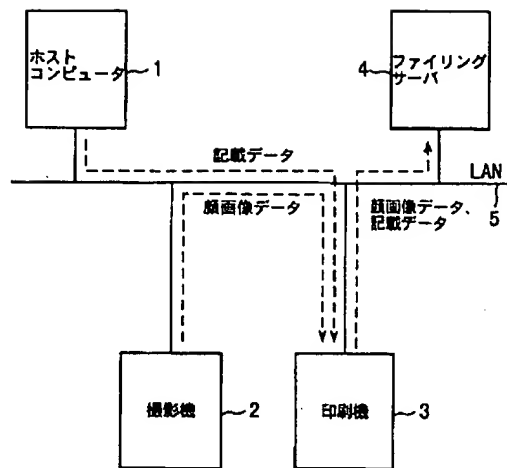 ホスト
コンピュータ
1
4
ファイリング
サーバ
記載データ
LAN
顔画像データ
顔画像データ、
記載データ
5
撮影機
2
印刷機
3